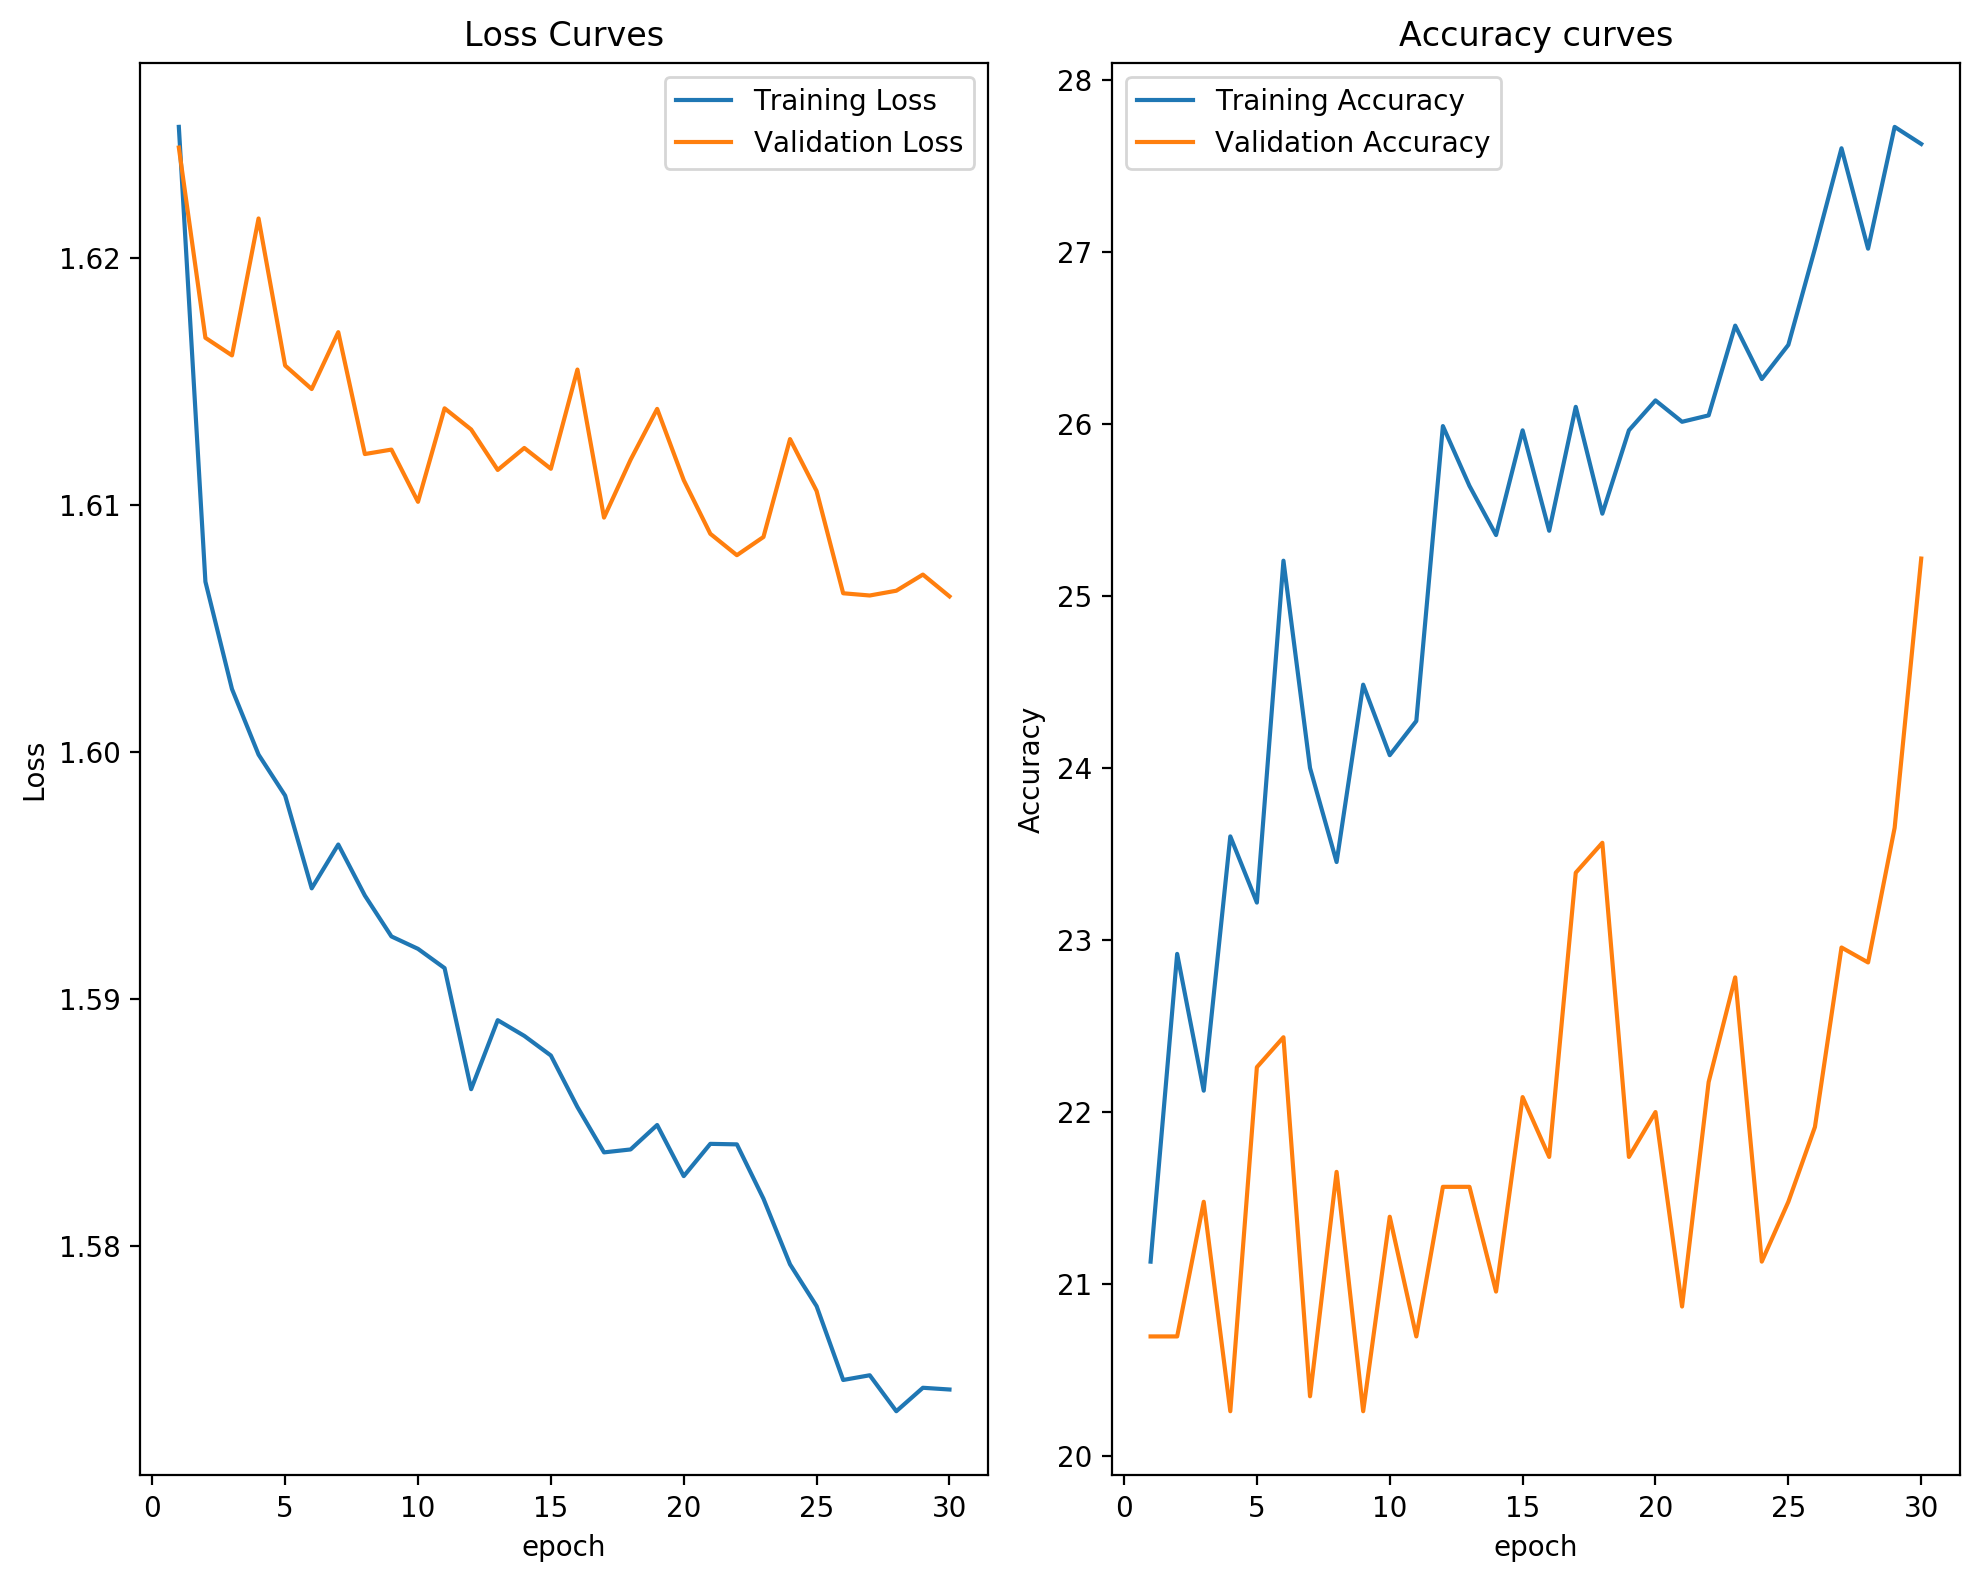 Loss Curves
Training Loss
Validation Loss
1.62
1.61
1.60
1.59
1.58
Loss
0 5 10 15 20 25 30
epoch
Accuracy curves
Training Accuracy
Validation Accuracy
28
27
26
25
24
23
22
21
20
Accuracy
0 5 10 15 20 25 30
epoch